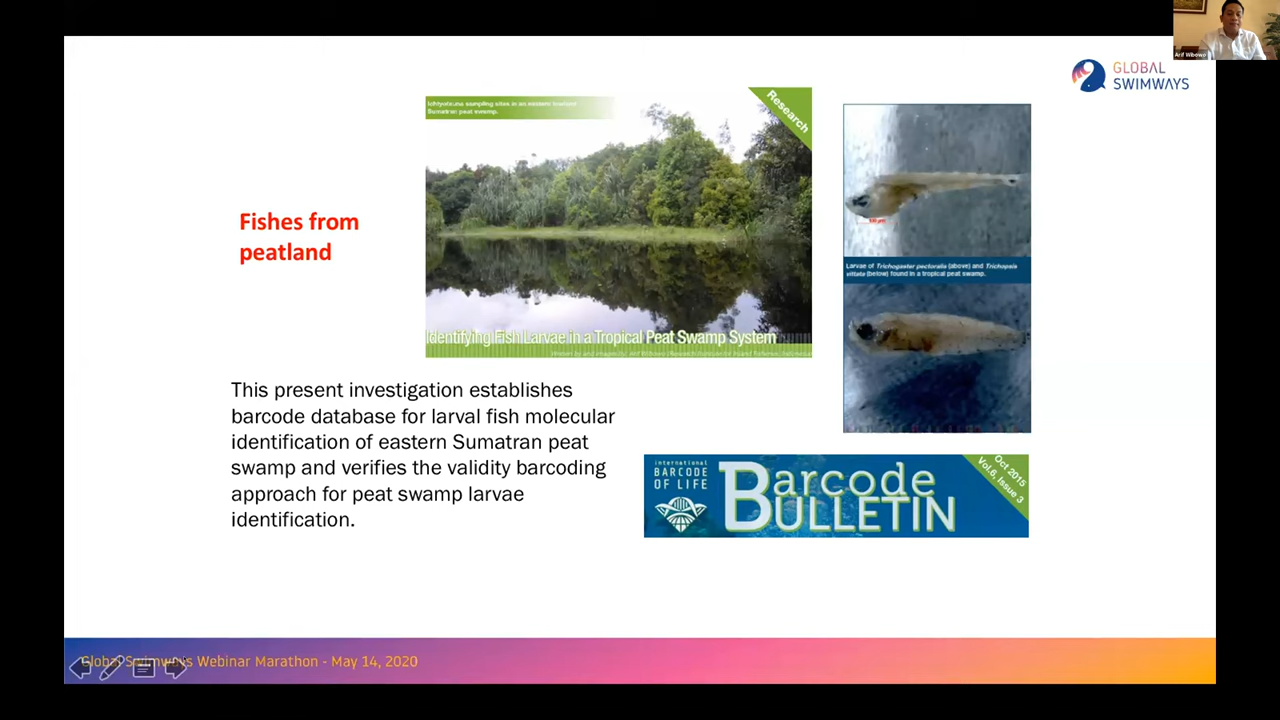 Arif Wibowo
GLOBAL
SWIMWAYS
Ichtyofauna sampling sites in an eastern lowland
Sumatran peat swamp.
Research
Fishes from
peatland
Identifying Fish Larvae in a Tropical Peat Swamp System
Larvae of Trichogaster pectoralis (above) and Trichopsis
vittata (below) found in a tropical peat swamp.
This present investigation establishes
barcode database for larval fish molecular
identification of eastern Sumatran peat
swamp and verifies the validity barcoding
approach for peat swamp larvae
identification.
international
BARCODE
OF LIFE
Barcode
BULLETIN
Oct 2015
Vol.6, Issue 3
Global Swimways Webinar Marathon - May 14, 2020